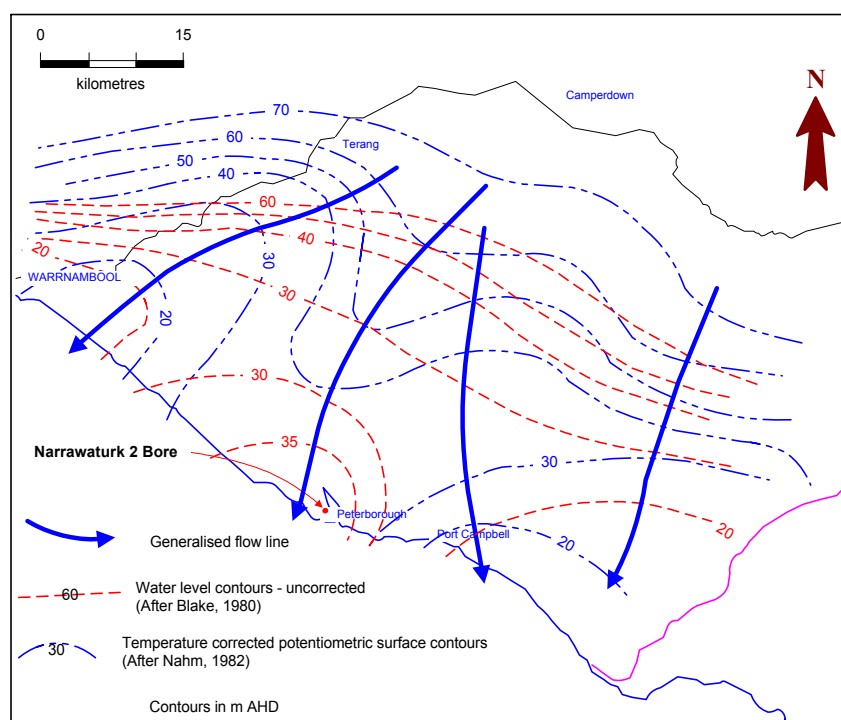 0 15
kilometres
N
Camperdown
70
60
Terang
50
40
60
20
40
30
WARRNAMBOOL
30
20
30
35
30
Narrawaturk 2 Bore
Peterborough
20
Port Campbell
20
Generalised flow line
60
Water level contours - uncorrected
(After Blake, 1980)
30
Temperature corrected potentiometric surface contours
(After Nahm, 1982)
Contours in m AHD